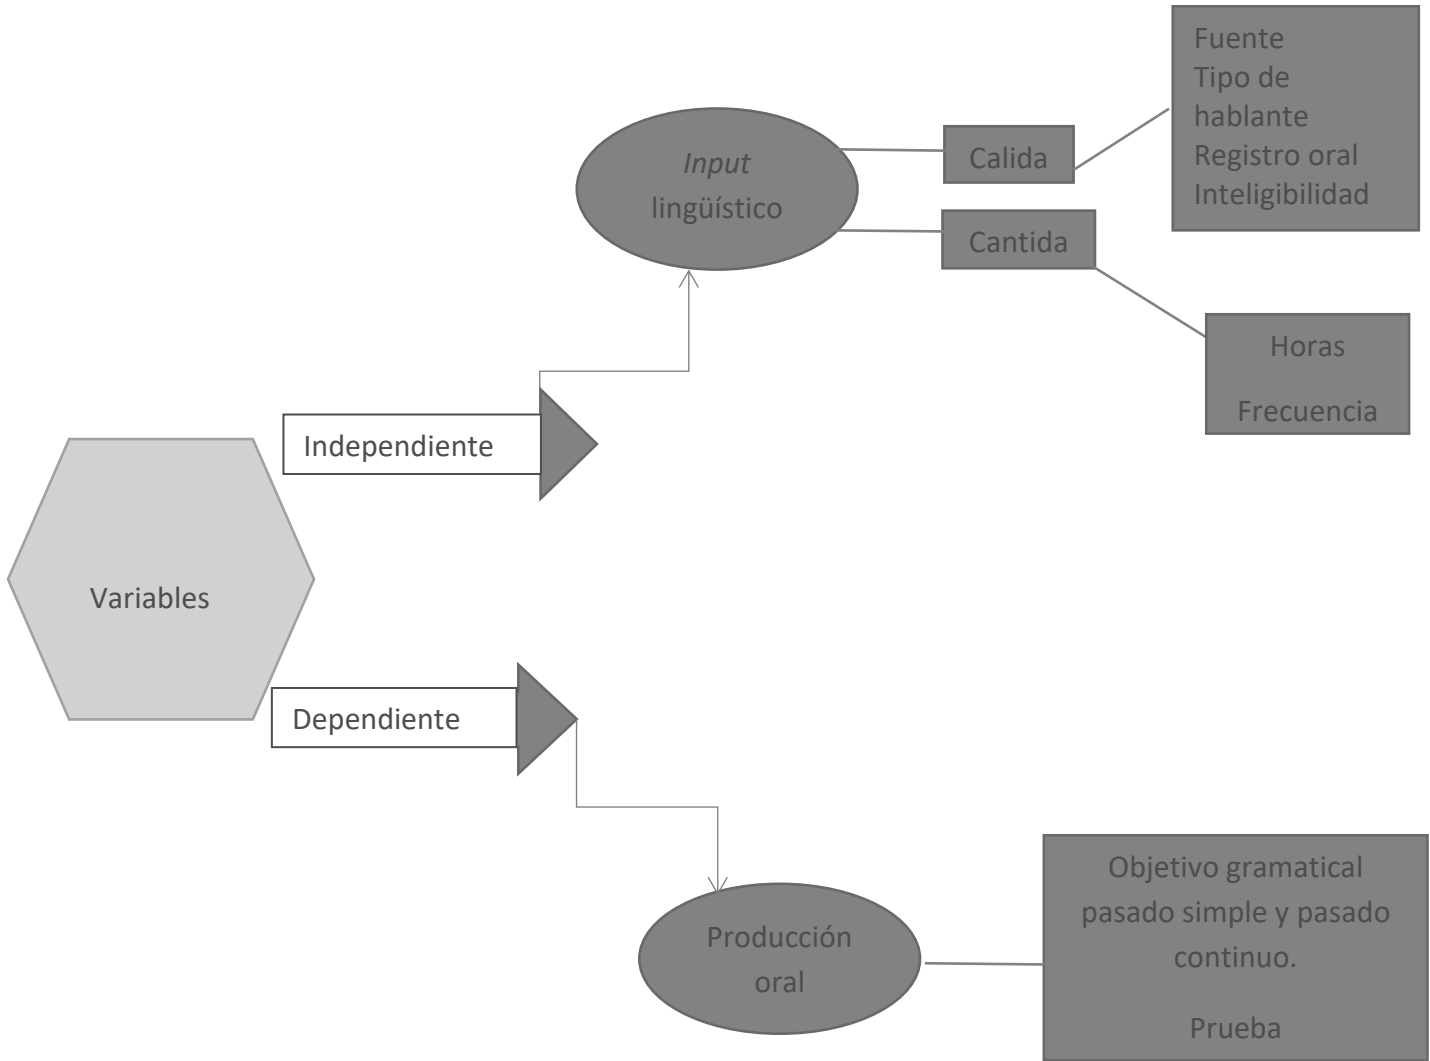 Fuente
Tipo de
hablante
Registro oral
Inteligibilidad
Input
lingüístico
Calida
Cantida
Horas
Frecuencia
Independiente
Variables
Dependiente
Producción
oral
Objetivo gramatical
pasado simple y pasado
continuo.
Prueba